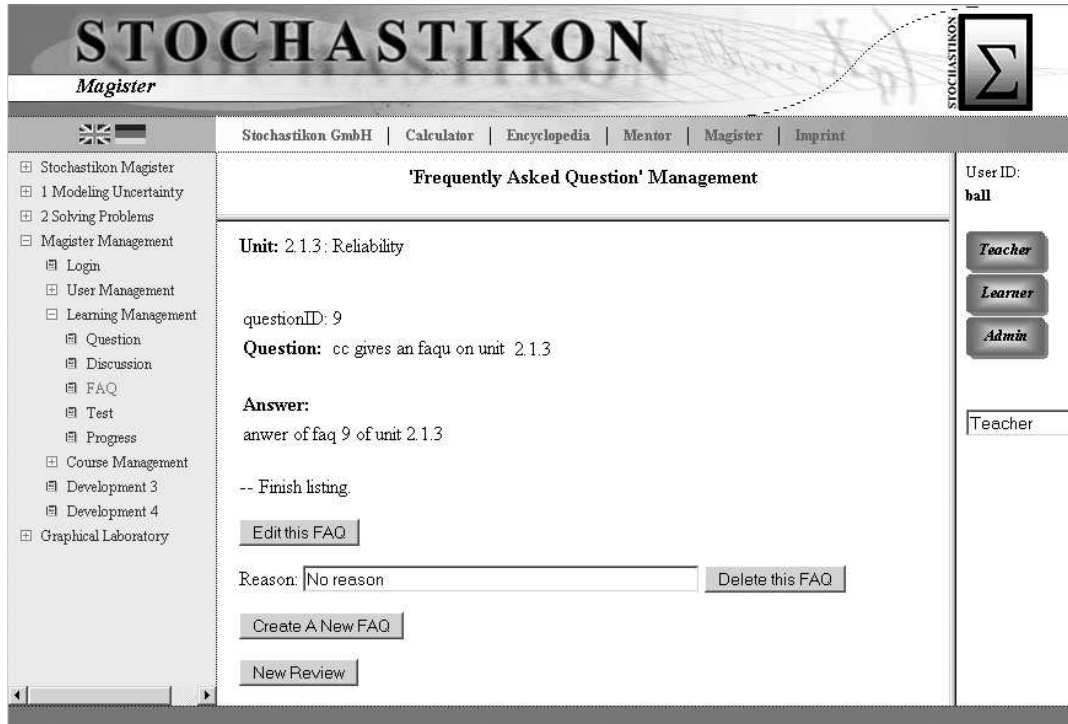 STOCHASTIKON
Magister
STOCHASTIKON
Σ
Stochastikon GmbH | Calculator | Encyclopedia | Mentor | Magister | Imprint
Stochastikon Magister
1 Modeling Uncertainty
2 Solving Problems
Magister Management
Login
User Management
Learning Management
Question
Discussion
FAQ
Test
Progress
Course Management
Development 3
Development 4
Graphical Laboratory
'Frequently Asked Question' Management
Unit: 2.1.3: Reliability
questionID: 9
Question: cc gives an faqu on unit 2.1.3
Answer:
anwer of faq 9 of unit 2.1.3
-- Finish listing.
Edit this FAQ
Reason: No reason Delete this FAQ
Create A New FAQ
New Review
User ID:
ball
Teacher
Learner
Admin
Teacher